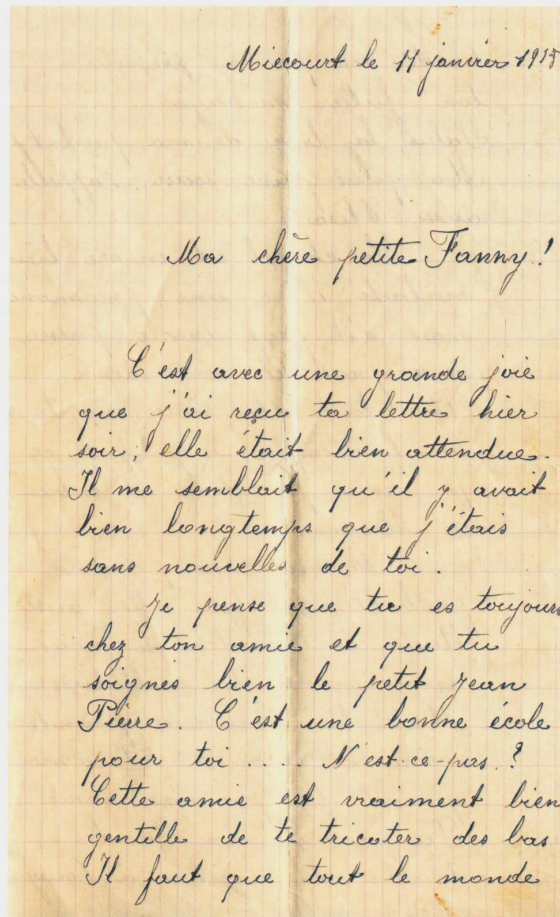 Miécourt le 17 janvier
Ma chère petite Fanny!
C'est avec une grande joie
que j'ai reçu ta lettre hier
soir, elle était bien attendue.
Il me semblait qu'il y avait
bien longtemps que j'étais
sans nouvelles de toi.
Je pense que tu es toujours
chez ton amie et que tu
soignes bien le petit Jean
Pierre. C'est une bonne école
pour toi .... N'est-ce-pas?
Cette amie est vraiment bien
gentille de te tricoter des bas
Il faut que tout le monde